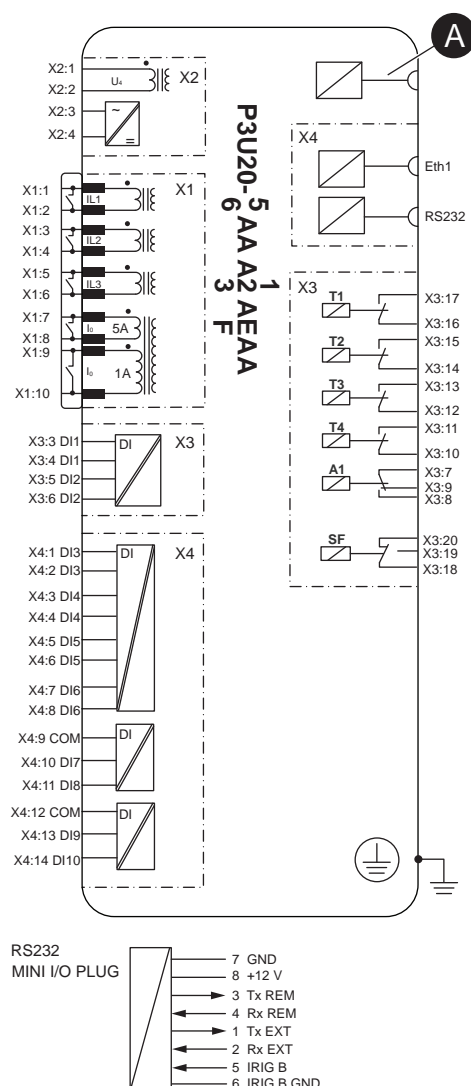 A
X2:1
X2:2
X2:3
X2:4
U4
X2
~
=
X1:1
X1:2
X1:3
X1:4
X1:5
X1:6
X1:7
X1:8
X1:9
X1:10
IL1
IL2
IL3
I0 5A
I0 1A
X1
P3U20-
5
6
AA A
2
3
1
AEAA
F
X4
Eth1
RS232
X3
T1
X3:17
X3:16
T2
X3:15
X3:14
T3
X3:13
X3:12
T4
X3:11
X3:10
A1
X3:7
X3:9
X3:8
SF
X3:20
X3:19
X3:18
X3:3 DI1
X3:4 DI1
X3:5 DI2
X3:6 DI2
DI
X3
X4:1 DI3
X4:2 DI3
X4:3 DI4
X4:4 DI4
X4:5 DI5
X4:6 DI5
X4:7 DI6
X4:8 DI6
DI
X4
X4:9 COM
X4:10 DI7
X4:11 DI8
DI
X4:12 COM
X4:13 DI9
X4:14 DI10
DI
RS232
MINI I/O PLUG
7 GND
8 +12 V
3 Tx REM
4 Rx REM
1 Tx EXT
2 Rx EXT
5 IRIG B
6 IRIG B GND